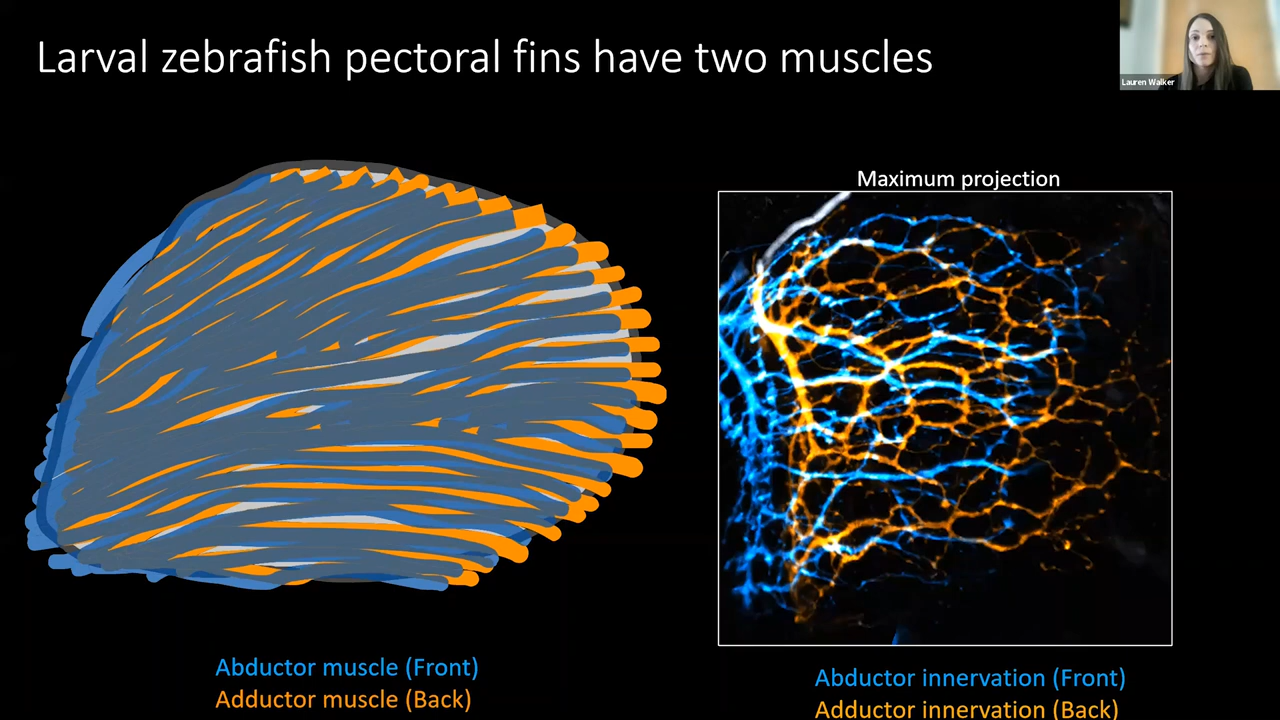 Larval zebrafish pectoral fins have two muscles
Lauren Walker
Maximum projection
Abductor muscle (Front)
Adductor muscle (Back)
Abductor innervation (Front)
Adductor innervation (Back)